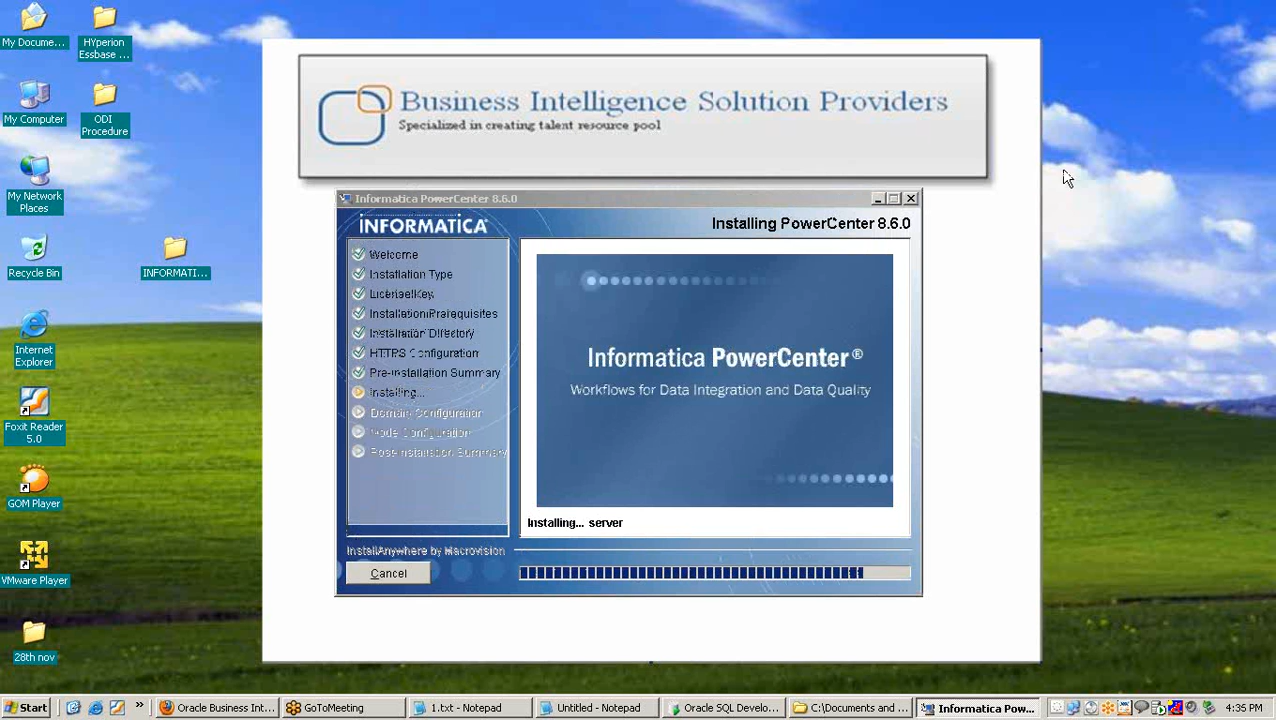 My Docume...
HYperion
Essbase ...
My Computer
ODI
Procedure
My Network
Places
Recycle Bin
INFORMATI...
Internet
Explorer
Foxit Reader
5.0
GOM Player
VMware Player
28th nov
Business Intelligence Solution Providers
Specialized in creating talent resource pool
Informatica PowerCenter 8.6.0
INFORMATICA
Installing PowerCenter 8.6.0
Welcome
Installation Type
License Key
Installation Prerequisites
Installation Directory
HTTPS Configuration
Pre-Installation Summary
Installing...
Domain Configuration
Node Configuration
Post-Installation Summary
Informatica PowerCenter®
Workflows for Data Integration and Data Quality
Installing... server
InstallAnywhere by Macrovision
Cancel
Start
»
Oracle Business Int...
GoToMeeting
1.txt - Notepad
Untitled - Notepad
Oracle SQL Develo...
C:\Documents and ...
Informatica Pow...
4:35 PM